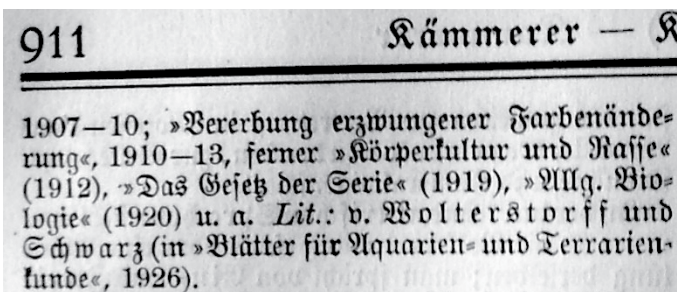 911 Kämmerer — K
1907—10; »Vererbung erzwungener Farbenände=
rung«, 1910—13, ferner »Körperkultur und Rasse«
(1912), »Das Gesetz der Serie« (1919), »Allg. Bio=
logie« (1920) u. a. Lit.: v. Wolterstorff und
Schwarz (in »Blätter für Aquarien= und Terrarien=
kunde«, 1926).